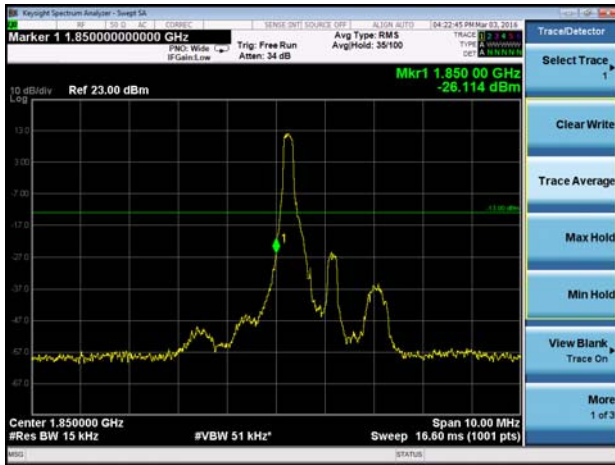 Keysight Spectrum Analyzer - Swept SA
RF 50 Ω AC CORREC SENSE:INT SOURCE OFF ALIGN AUTO 04:22:45 PM Mar 03, 2016
Marker 1 1.850000000000 GHz
PNO: Wide
IFGain:Low
Trig: Free Run
Atten: 34 dB
Avg Type: RMS
Avg|Hold: 35/100
TRACE 1 2 3 4 5 6
TYPE A WWWWW
DET A NNNNN
Mkr1 1.850 00 GHz
-26.114 dBm
10 dB/div Ref 23.00 dBm
Log
13.0
3.00
-7.00
-13.00 dBm
-17.0
1
-27.0
-37.0
-47.0
-57.0
-67.0
Center 1.850000 GHz
Span 10.00 MHz
#Res BW 15 kHz
#VBW 51 kHz*
Sweep 16.60 ms (1001 pts)
MSG
STATUS
Trace/Detector
Select Trace
1
Clear Write
Trace Average
Max Hold
Min Hold
View Blank
Trace On
More
1 of 3